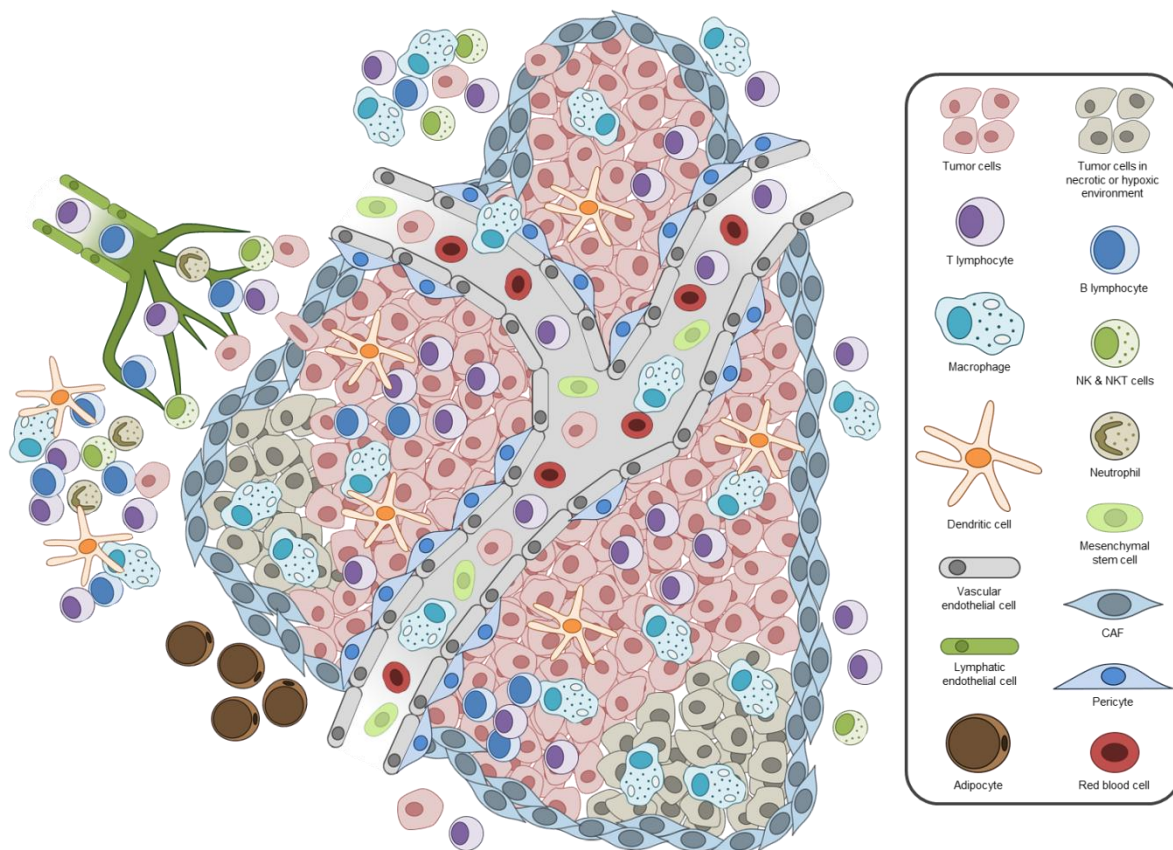 Tumor cells
Tumor cells in
necrotic or hypoxic
environment
T lymphocyte
B lymphocyte
Macrophage
NK & NKT cells
Dendritic cell
Neutrophil
Mesenchymal
stem cell
Vascular
endothelial cell
CAF
Lymphatic
endothelial cell
Pericyte
Adipocyte
Red blood cell